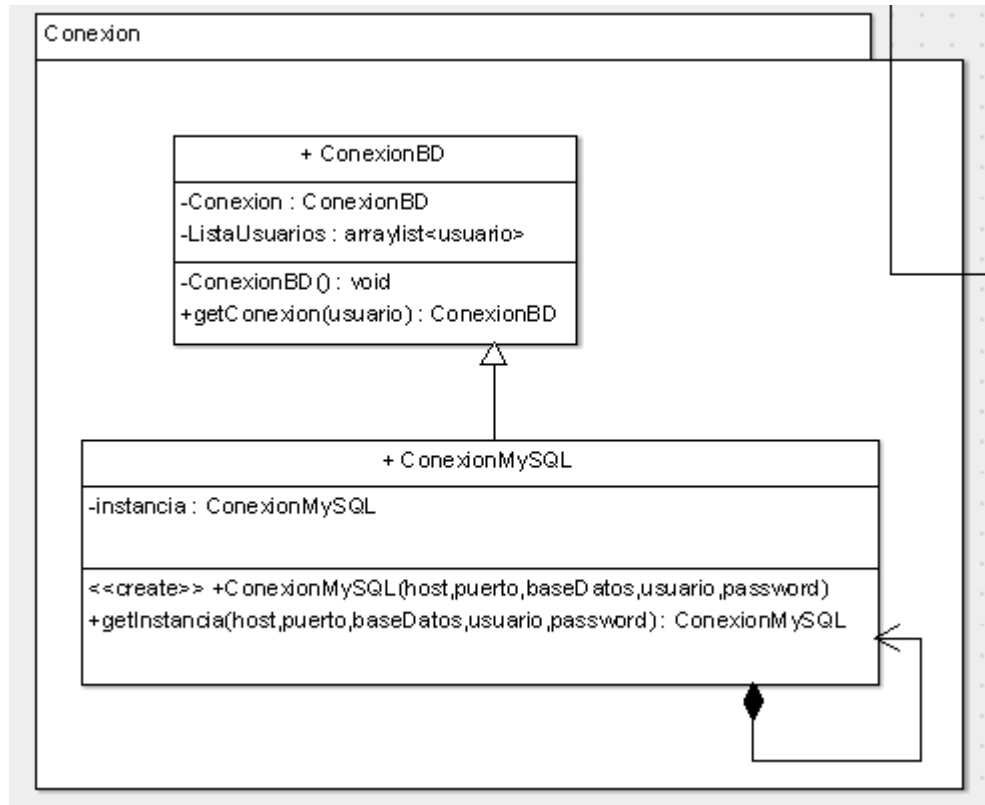 Conexion
+ ConexionBD
-Conexion : ConexionBD
-ListaUsuarios : arraylist<usuario>
-ConexionBD() : void
+getConexion(usuario) : ConexionBD
+ ConexionMySQL
-instancia : ConexionMySQL
<<create>> +ConexionMySQL(host,puerto,baseDatos,usuario,password)
+getInstancia(host,puerto,baseDatos,usuario,password) : ConexionMySQL